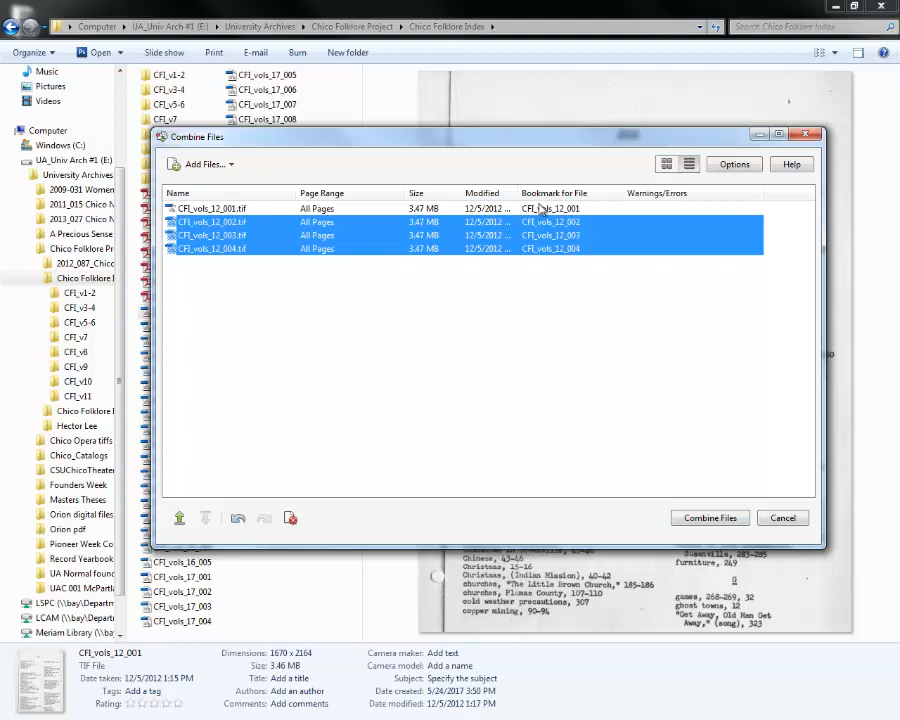 Computer UA_Univ Arch #1 (E:) University Archives Chico Folklore Project Chico Folklore Index
Search Chico Folklore Index
Organize Open Slide show Print E-mail Burn New folder
Music
Pictures
Videos
Computer
Windows (C:)
UA_Univ Arch #1 (E:)
University Archives
2009-031 Women
2011_015 Chico
2013_027 Chico
A Precious Sense
Chico Folklore Pr
2012_087_Chico
Chico Folklore I
CFI_v1-2
CFI_v3-4
CFI_v5-6
CFI_v7
CFI_v8
CFI_v9
CFI_v10
CFI_v11
Chico Folklore I
Hector Lee
Chico Opera tiffs
Chico_Catalogs
CSUChicoTheater
Founders Week
Masters Theses
Orion digital files
Orion pdf
Pioneer Week Co
Record Yearbook
UA Normal found
UAC 001 McPartl
LSPC (\\bay\Depart
LCAM (\\bay\Depar
Meriam Library (\\ba
CFI_v1-2 CFI_vols_17_005
CFI_v3-4 CFI_vols_17_006
CFI_v5-6 CFI_vols_17_007
CFI_v7 CFI_vols_17_008
Combine Files
Add Files... Options Help
Name Page Range Size Modified Bookmark for File Warnings/Errors
CFI_vols_12_001.tif All Pages 3.47 MB 12/5/2012 ... CFI_vols_12_001
CFI_vols_12_002.tif All Pages 3.47 MB 12/5/2012 ... CFI_vols_12_002
CFI_vols_12_003.tif All Pages 3.47 MB 12/5/2012 ... CFI_vols_12_003
CFI_vols_12_004.tif All Pages 3.47 MB 12/5/2012 ... CFI_vols_12_004
Combine Files Cancel
CFI_vols_16_005
CFI_vols_17_001
CFI_vols_17_002
CFI_vols_17_003
CFI_vols_17_004
Chinese, 43-46
Christmas, 15-16
Christmas, (Indian Mission), 40-42
churches, "The Little Brown Church," 185-186
churches, Plumas County, 107-110
cold weather precautions, 307
copper mining, 90-94
Susanville, 283-285
furniture, 249
G
games, 268-269, 32
ghost towns, 12
"Get Away, Old Man Get
Away," (song), 323
CFI_vols_12_001
TIF File
Date taken: 12/5/2012 1:15 PM
Tags: Add a tag
Rating:
Dimensions: 1670 x 2164
Size: 3.46 MB
Title: Add a title
Authors: Add an author
Comments: Add comments
Camera maker: Add text
Camera model: Add a name
Subject: Specify the subject
Date created: 5/24/2017 3:50 PM
Date modified: 12/5/2012 1:17 PM